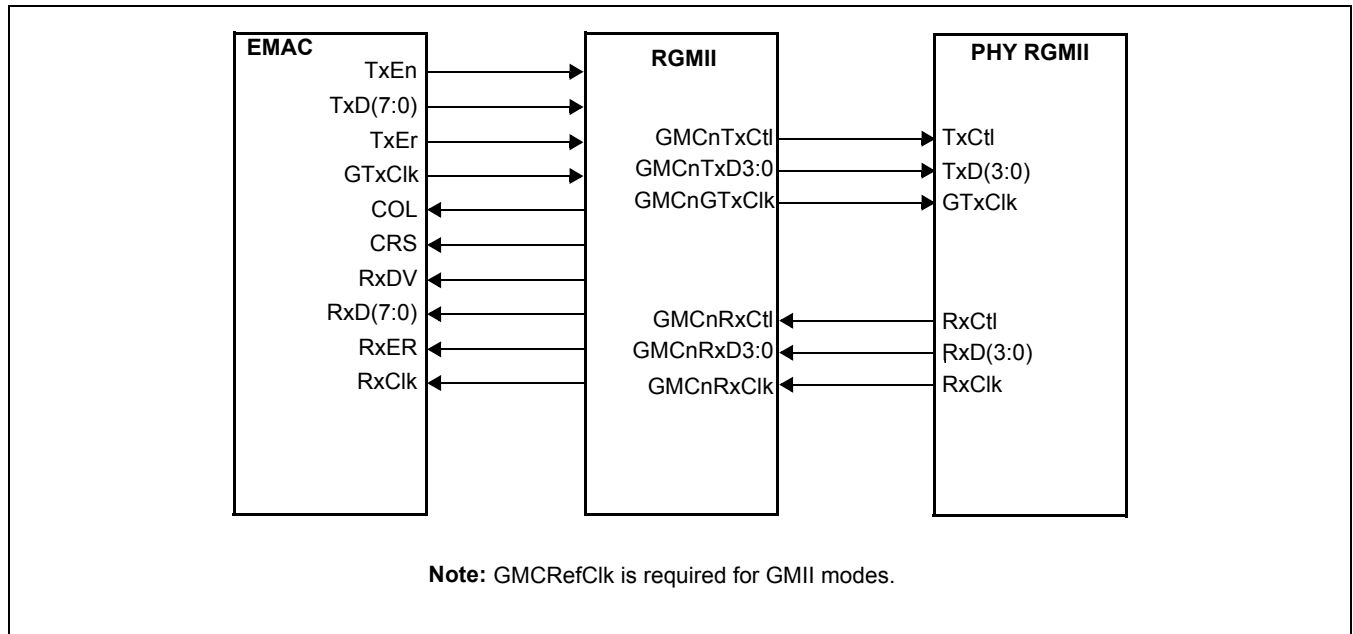 EMAC
TxEn
TxD(7:0)
TxEr
GTxClk
COL
CRS
RxDV
RxD(7:0)
RxER
RxClk
RGMII
GMCnTxCtl
GMCnTxD3:0
GMCnGTxClk
GMCnRxCtl
GMCnRxD3:0
GMCnRxClk
PHY RGMII
TxCtl
TxD(3:0)
GTxClk
RxCtl
RxD(3:0)
RxClk
Note: GMCRefClk is required for GMII modes.